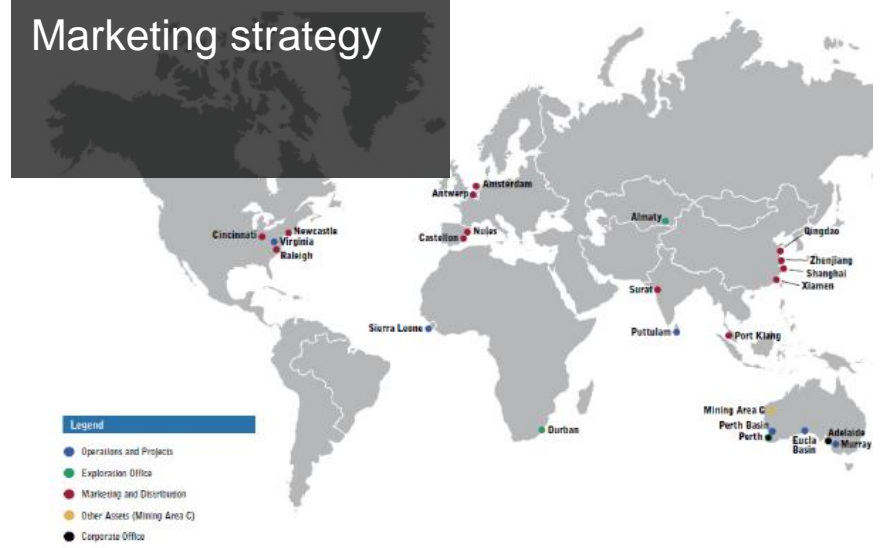 Marketing strategy
Amsterdam
Antwerp
Almaty
Cincinnati
Newcastle
Virginia
Raleigh
Nules
Castellon
Qingdao
Zhenjiang
Shanghai
Xiamen
Surat
Sierra Leone
Puttulam
Port Klang
Durban
Mining Area C
Perth Basin
Perth
Eucla
Basin
Adelaide
Murray
Legend
Operations and Projects
Exploration Office
Marketing and Distribution
Other Assets (Mining Area C)
Corporate Office